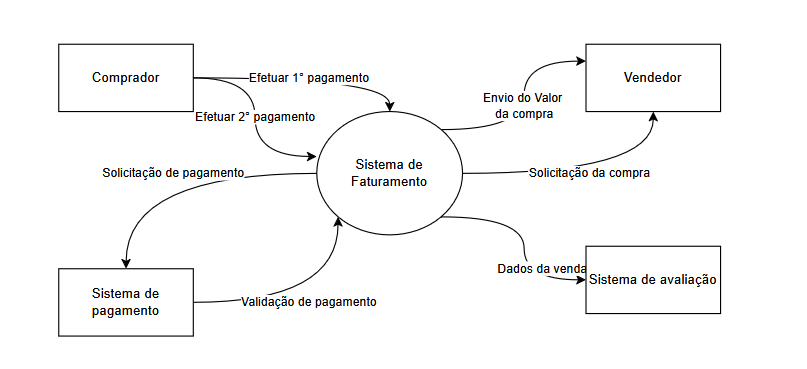 Comprador
Efetuar 1° pagamento
Efetuar 2° pagamento
Envio do Valor
da compra
Vendedor
Sistema de
Faturamento
Solicitação de pagamento
Solicitação da compra
Sistema de
pagamento
Validação de pagamento
Dados da venda
Sistema de avaliação